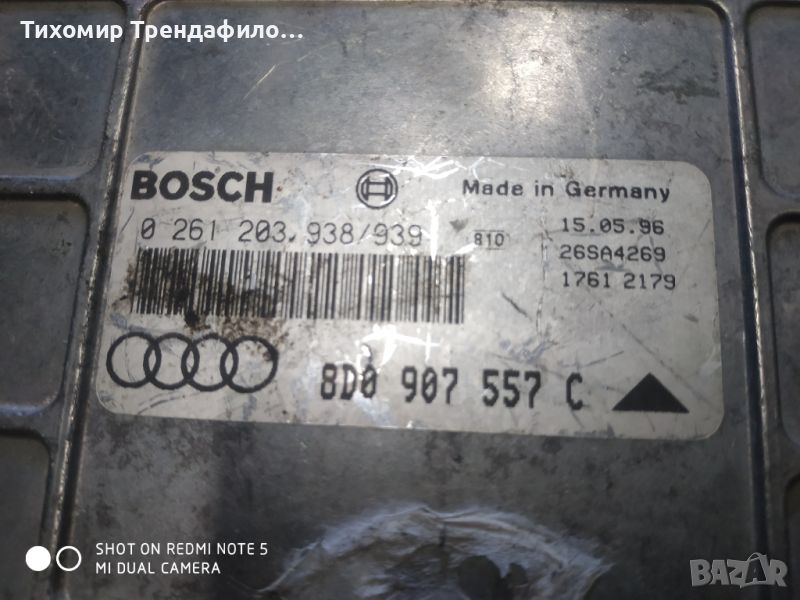 Тихомир Трендафило...
BOSCH
Made in Germany
0 261 203.938/939
810
15.05.96
26SA4269
1761 2179
8D0 907 557 C
SHOT ON REDMI NOTE 5
MI DUAL CAMERA
BAZAR